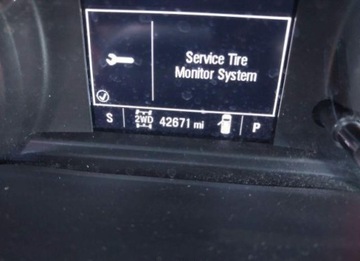 Service Tire
Monitor System
S 2WD 42671 mi P